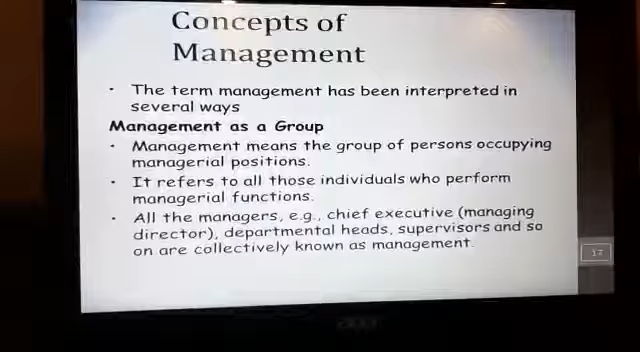 Concepts of
Management
• The term management has been interpreted in
several ways
Management as a Group
• Management means the group of persons occupying
managerial positions.
• It refers to all those individuals who perform
managerial functions.
• All the managers, e.g., chief executive (managing
director), departmental heads, supervisors and so
on are collectively known as management.
17
acer